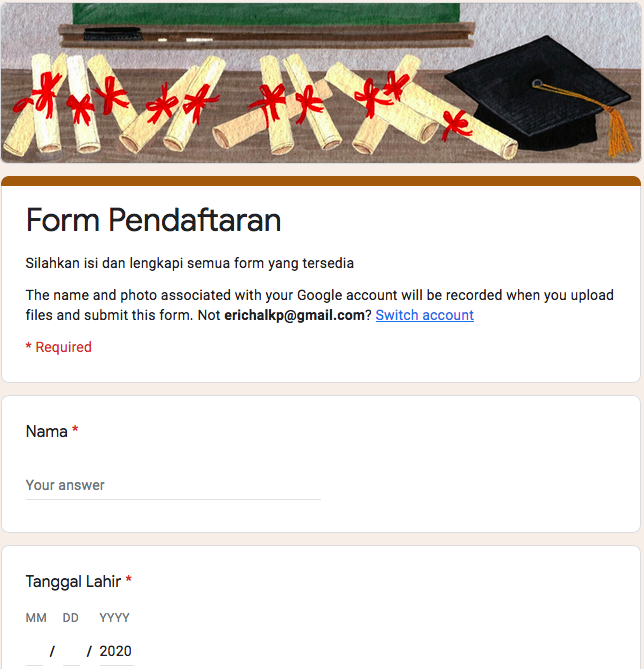 Form Pendaftaran
Silahkan isi dan lengkapi semua form yang tersedia
The name and photo associated with your Google account will be recorded when you upload
files and submit this form. Not erichalkp@gmail.com? Switch account
* Required
Nama *
Your answer
Tanggal Lahir *
MM DD YYYY
/ / 2020